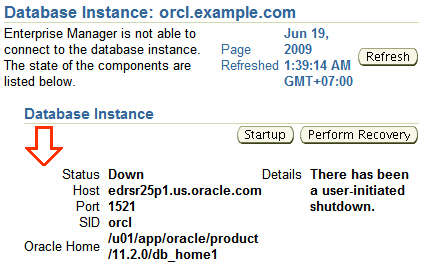 Database Instance: orcl.example.com
Enterprise Manager is not able to
connect to the database instance.
The state of the components are
listed below.
Page
Refreshed
Jun 19,
2009
1:39:14 AM
GMT+07:00
Refresh
Database Instance
Startup
Perform Recovery
Status Down
Host edrsr25p1.us.oracle.com
Port 1521
SID orcl
Oracle Home /u01/app/oracle/product
/11.2.0/db_home1
Details There has been
a user-initiated
shutdown.